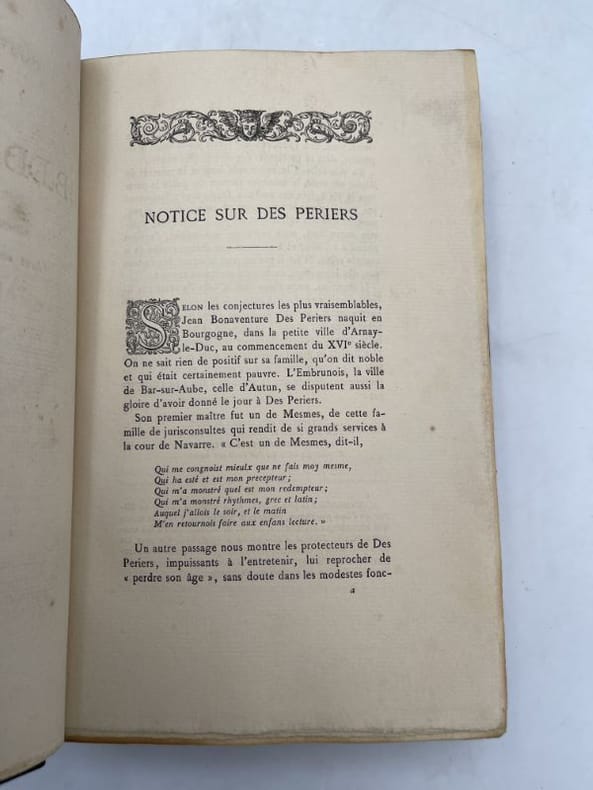 NOTICE SUR DES PERIERS
SELON les conjectures les plus vraisemblables,
Jean Bonaventure Des Periers naquit en
Bourgogne, dans la petite ville d'Arnay-
le-Duc, au commencement du XVIe siècle.
On ne sait rien de positif sur sa famille, qu'on dit noble
et qui était certainement pauvre. L'Embrunois, la ville
de Bar-sur-Aube, celle d'Autun, se disputent aussi la
gloire d'avoir donné le jour à Des Periers.
Son premier maître fut un de Mesmes, de cette fa-
mille de jurisconsultes qui rendit de si grands services à
la cour de Navarre. « C'est un de Mesmes, dit-il,
Qui me congnoist mieulx que ne fais moy mesme,
Qui ha esté et est mon precepteur;
Qui m'a monstré quel est mon redempteur;
Qui m'a monstré rhythmes, grec et latin;
Auquel j'allois le soir, et le matin
M'en retournois faire aux enfans lecture. »
Un autre passage nous montre les protecteurs de Des
Periers, impuissants à l'entretenir, lui reprocher de
« perdre son âge », sans doute dans les modestes fonc-
a